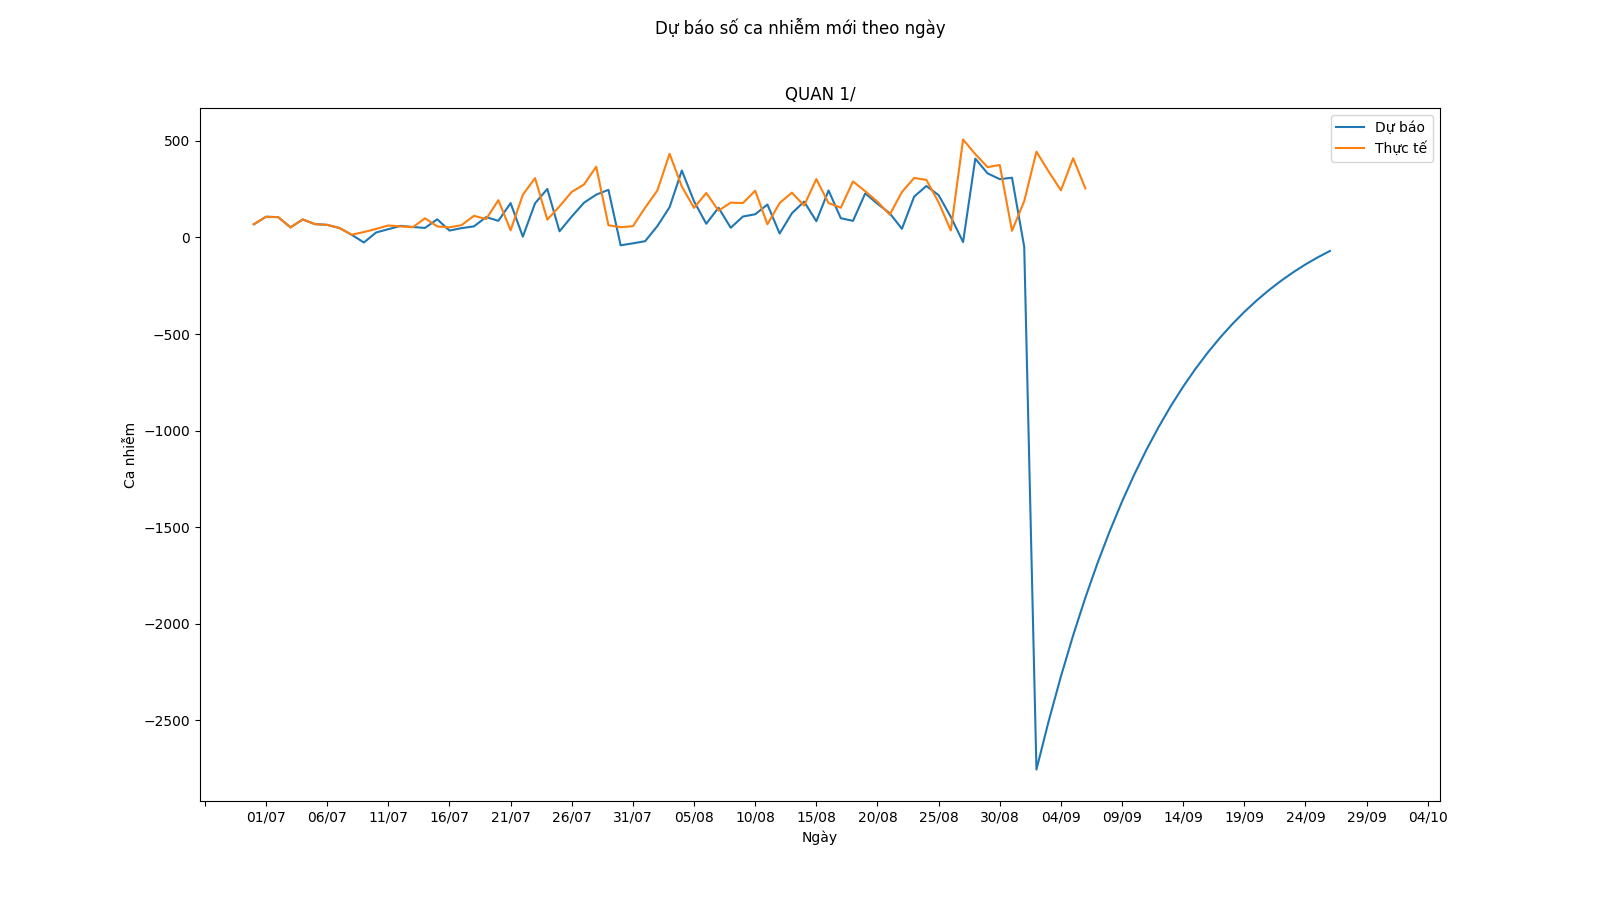 Dự báo số ca nhiễm mới theo ngày
QUAN 1/
Dự báo
Thực tế
500
0
−500
−1000
−1500
−2000
−2500
Ca nhiễm
01/07 06/07 11/07 16/07 21/07 26/07 31/07 05/08 10/08 15/08 20/08 25/08 30/08 04/09 09/09 14/09 19/09 24/09 29/09 04/10
Ngày